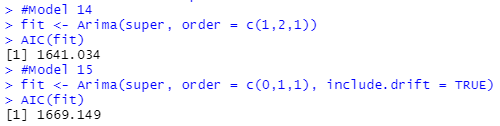 > #Model 14
> fit <- Arima(super, order = c(1,2,1))
> AIC(fit)
[1] 1641.034
> #Model 15
> fit <- Arima(super, order = c(0,1,1), include.drift = TRUE)
> AIC(fit)
[1] 1669.149